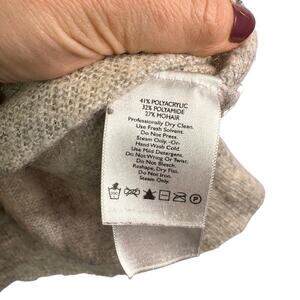 41% POLYACRYLIC
32% POLYAMIDE
27% MOHAIR
Professionally Dry Clean.
Use Fresh Solvent.
Do Not Press.
Steam Only. -Or-
Hand Wash Cold.
Use Mild Detergent.
Do Not Wring Or Twist.
Do Not Bleach.
Reshape, Dry Flat.
Do Not Iron.
Steam Only.
P